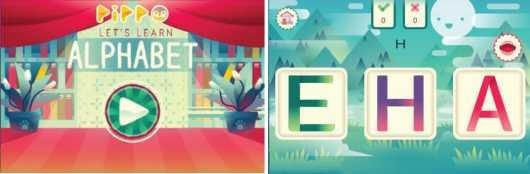 PIPPO
LET'S LEARN
ALPHABET
0 0
H
E H A